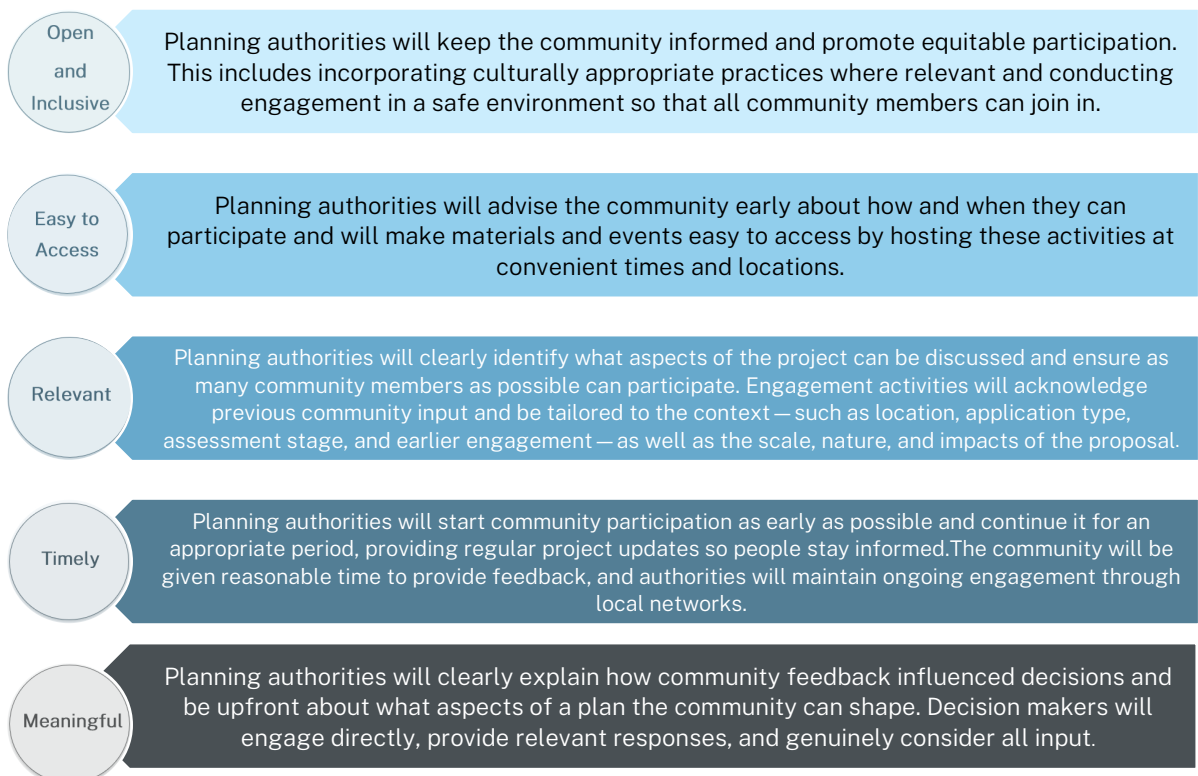 Open
and
Inclusive
Planning authorities will keep the community informed and promote equitable participation.
This includes incorporating culturally appropriate practices where relevant and conducting
engagement in a safe environment so that all community members can join in.
Easy to
Access
Planning authorities will advise the community early about how and when they can
participate and will make materials and events easy to access by hosting these activities at
convenient times and locations.
Relevant
Planning authorities will clearly identify what aspects of the project can be discussed and ensure as
many community members as possible can participate. Engagement activities will acknowledge
previous community input and be tailored to the context—such as location, application type,
assessment stage, and earlier engagement—as well as the scale, nature, and impacts of the proposal.
Timely
Planning authorities will start community participation as early as possible and continue it for an
appropriate period, providing regular project updates so people stay informed.The community will be
given reasonable time to provide feedback, and authorities will maintain ongoing engagement through
local networks.
Meaningful
Planning authorities will clearly explain how community feedback influenced decisions and
be upfront about what aspects of a plan the community can shape. Decision makers will
engage directly, provide relevant responses, and genuinely consider all input.